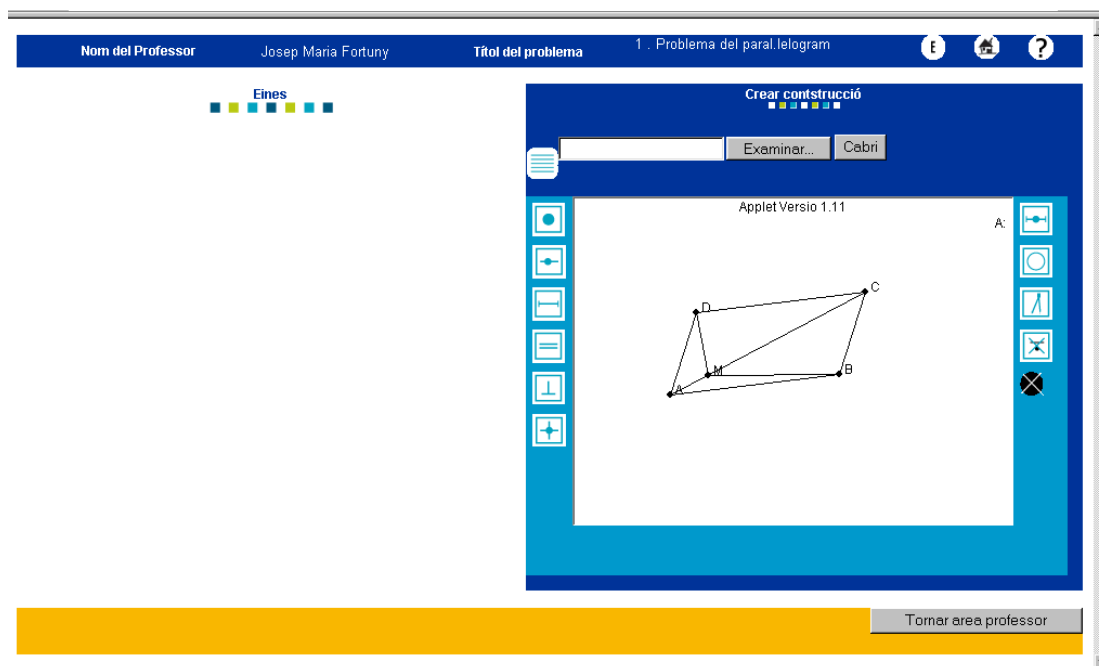 Nom del Professor Josep Maria Fortuny Títol del problema 1 . Problema del paral.lelogram E ?
Eines
Crear contstrucció
Examinar... Cabri
Applet Versio 1.11
A:
C
D
M
B
A
Tornar area professor